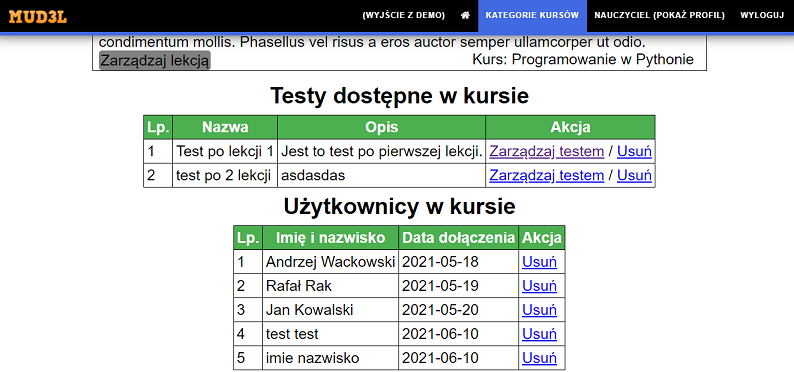 MUD3L (WYJŚCIE Z DEMO) KATEGORIE KURSÓW NAUCZYCIEL (POKAŻ PROFIL) WYLOGUJ
condimentum mollis. Phasellus vel risus a eros auctor semper ullamcorper ut odio.
Zarządzaj lekcją Kurs: Programowanie w Pythonie
Testy dostępne w kursie
Lp. Nazwa Opis Akcja
1 Test po lekcji 1 Jest to test po pierwszej lekcji. Zarządzaj testem / Usuń
2 test po 2 lekcji asdasdas Zarządzaj testem / Usuń
Użytkownicy w kursie
Lp. Imię i nazwisko Data dołączenia Akcja
1 Andrzej Wackowski 2021-05-18 Usuń
2 Rafał Rak 2021-05-19 Usuń
3 Jan Kowalski 2021-05-20 Usuń
4 test test 2021-06-10 Usuń
5 imie nazwisko 2021-06-10 Usuń